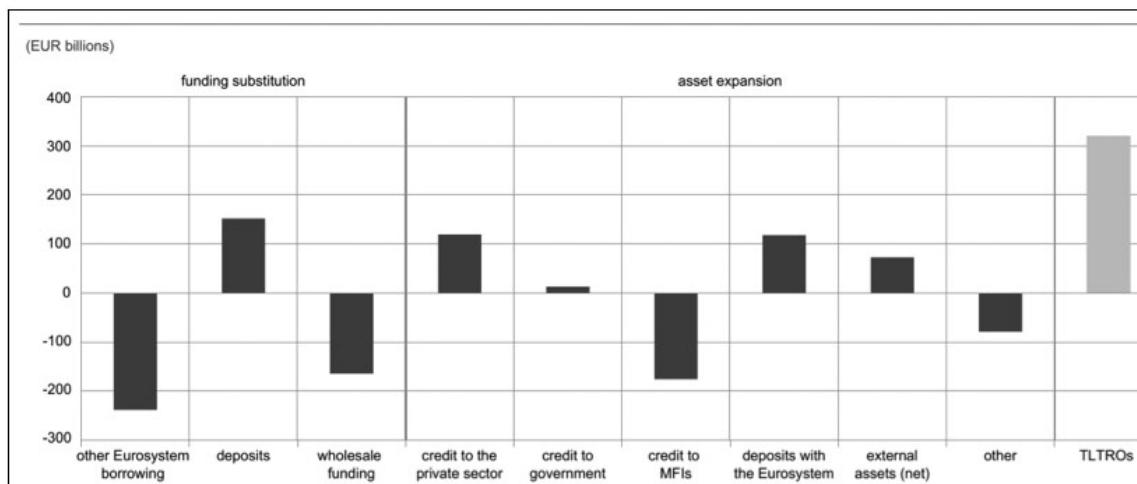 (EUR billions)
funding substitution asset expansion
400
300
200
100
0
-100
-200
-300
other Eurosystem borrowing
deposits
wholesale funding
credit to the private sector
credit to government
credit to MFIs
deposits with the Eurosystem
external assets (net)
other
TLTROs